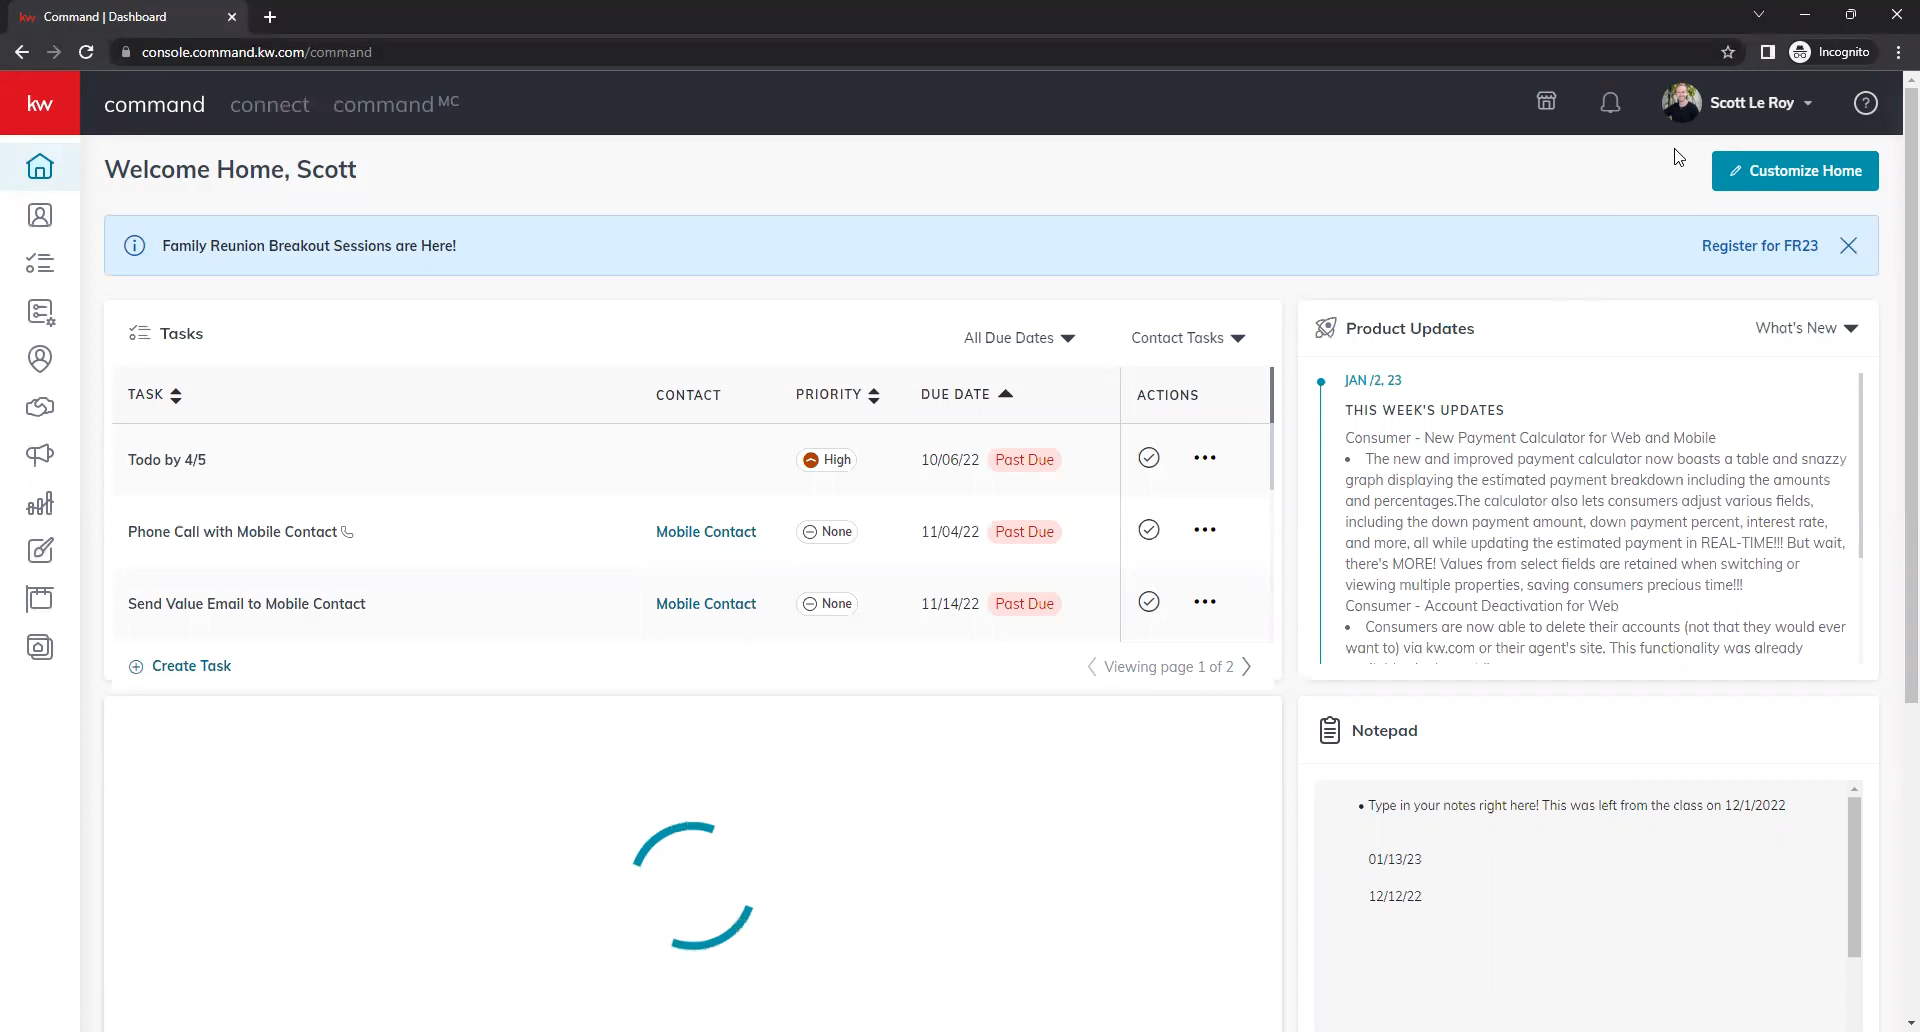 kw Command | Dashboard
console.command.kw.com/command
Incognito
kw command connect command MC
Scott Le Roy
?
Welcome Home, Scott
Customize Home
Family Reunion Breakout Sessions are Here!
Register for FR23
Tasks
All Due Dates
Contact Tasks
TASK CONTACT PRIORITY DUE DATE ACTIONS
Todo by 4/5 High 10/06/22 Past Due
Phone Call with Mobile Contact Mobile Contact None 11/04/22 Past Due
Send Value Email to Mobile Contact Mobile Contact None 11/14/22 Past Due
Create Task
Viewing page 1 of 2
Product Updates
What's New
JAN /2, 23
THIS WEEK'S UPDATES
Consumer - New Payment Calculator for Web and Mobile
• The new and improved payment calculator now boasts a table and snazzy
graph displaying the estimated payment breakdown including the amounts
and percentages.The calculator also lets consumers adjust various fields,
including the down payment amount, down payment percent, interest rate,
and more, all while updating the estimated payment in REAL-TIME!!! But wait,
there's MORE! Values from select fields are retained when switching or
viewing multiple properties, saving consumers precious time!!!
Consumer - Account Deactivation for Web
• Consumers are now able to delete their accounts (not that they would ever
want to) via kw.com or their agent's site. This functionality was already
Notepad
• Type in your notes right here! This was left from the class on 12/1/2022
01/13/23
12/12/22